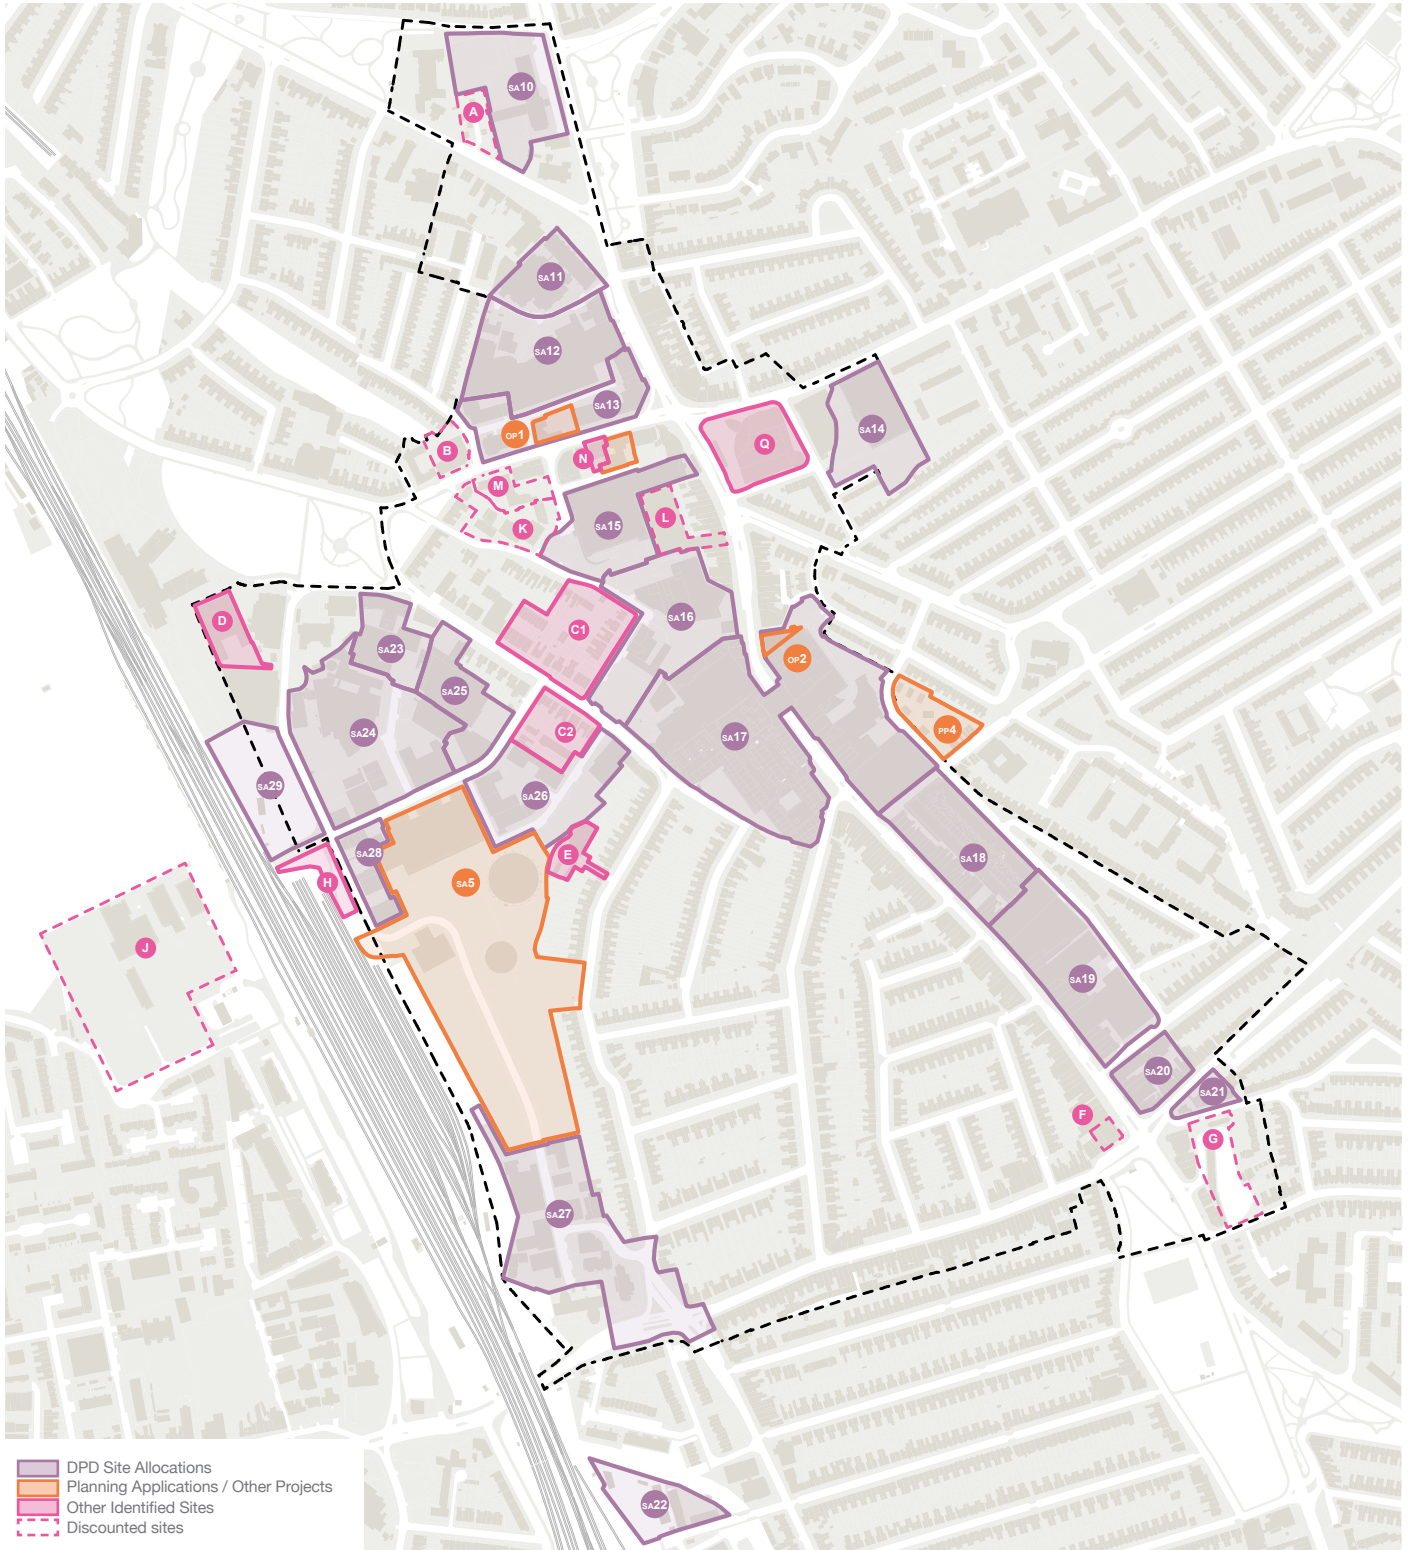 SA10
A
SA11
SA12
SA13
OP1
SA14
Q
B
N
M
K
SA15
L
SA16
C1
D
SA23
OP2
SA25
PP4
SA24
C2
SA17
SA29
SA26
SA28
E
SA18
H
SA5
J
SA19
SA20
SA21
F
G
SA27
SA22
DPD Site Allocations
Planning Applications / Other Projects
Other Identified Sites
Discounted sites